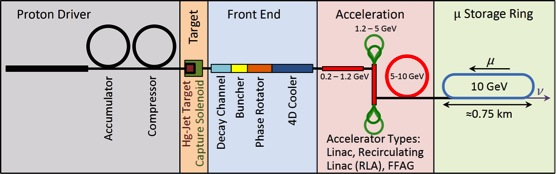 Proton Driver
Accumulator
Compressor
Target
Hg-Jet Target
Capture Solenoid
Front End
Decay Channel
Buncher
Phase Rotator
4D Cooler
Acceleration
1.2–5 GeV
0.2–1.2 GeV
5-10 GeV
Accelerator Types:
Linac, Recirculating
Linac (RLA), FFAG
μ Storage Ring
μ
10 GeV
ν
≈0.75 km